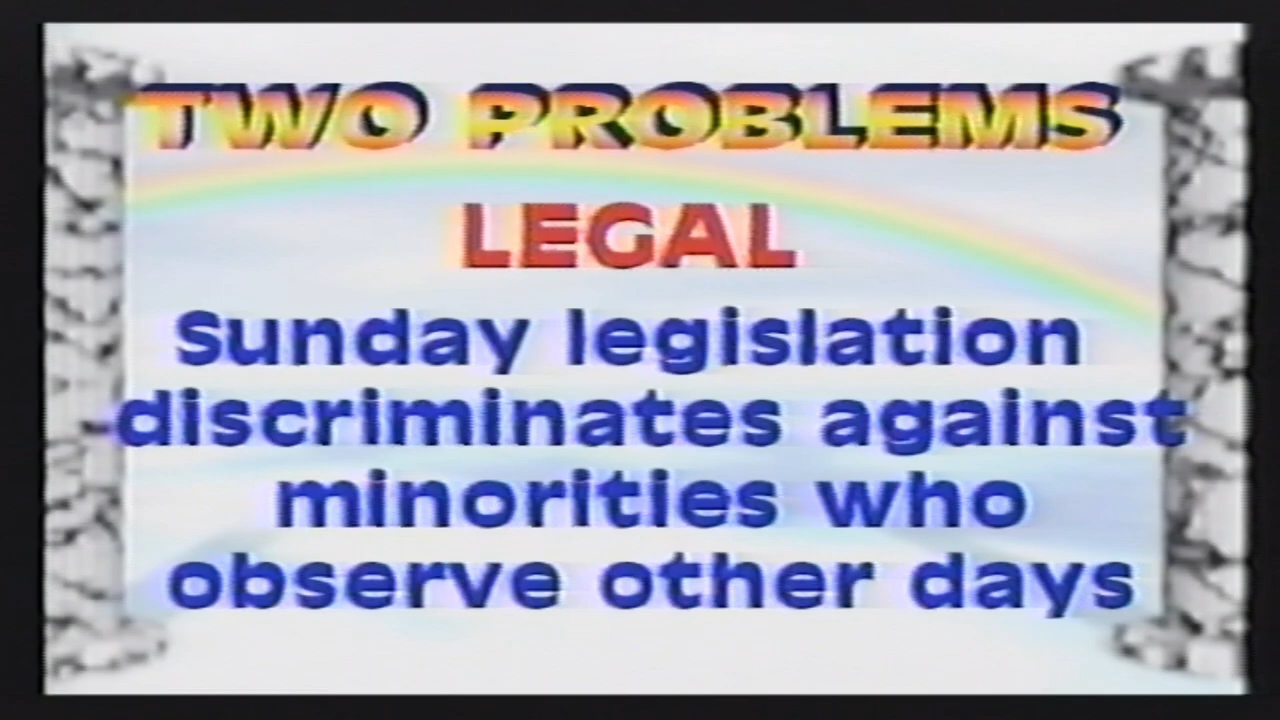 TWO PROBLEMS
LEGAL
Sunday legislation
discriminates against
minorities who
observe other days